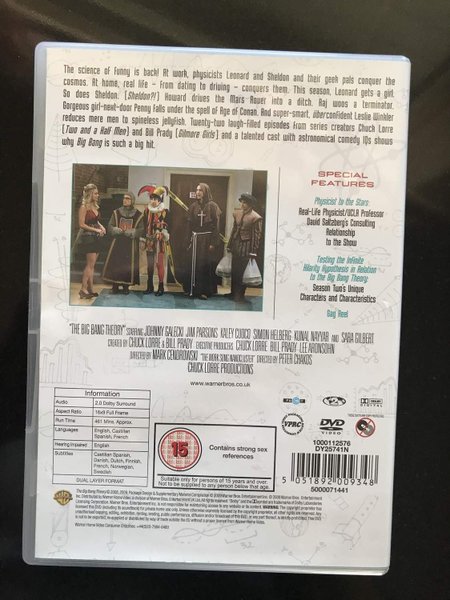 The science of Funny is back! At work, physicists Leonard and Sheldon and their geek pals conquer the
cosmos. At home, real life – from dating to driving – conquers them. This season, Leonard gets a girl.
So does Sheldon. (Sheldon?!) Howard drives the Mars Rover into a ditch. Raj woos a terminator.
Gorgeous girl-next-door Penny falls under the spell of Age of Conan. And super-smart, überconfident Leslie Winkler
reduces mere men to spineless jellyfish. Twenty-two laugh-filled episodes from series creators Chuck Lorre
(Two and a Half Men) and Bill Prady (Gilmore Girls) and a talented cast with astronomical comedy IQs show
why Big Bang is such a big hit.
SPECIAL
FEATURES
Physicist to the Stars
Real-Life Physicist/UCLA Professor
David Saltzberg's Consulting
Relationship
to the Show
Testing the Infinite
Hilarity Hypothesis in Relation
to the Big Bang Theory
Season Two's Unique
Characters and Characteristics
Gag Reel
"THE BIG BANG THEORY" STARRING JOHNNY GALECKI JIM PARSONS KALEY CUOCO SIMON HELBERG KUNAL NAYYAR AND SARA GILBERT
CREATED BY CHUCK LORRE & BILL PRADY EXECUTIVE PRODUCERS CHUCK LORRE BILL PRADY LEE ARONSOHN
DIRECTED BY MARK CENDROWSKI DIRECTED BY PETER CHAKOS
CHUCK LORRE PRODUCTIONS
www.warnerbros.co.uk
Information
Audio 2.0 Dolby Surround
Aspect Ratio 16x9 Full Frame
Run Time 461 Mins. Approx.
Languages English, Castilian
Spanish, French
Hearing Impaired English
Subtitles Castilian Spanish,
Danish, Dutch, Finnish,
French, Norwegian,
Swedish
DUAL LAYER FORMAT
15
Contains strong sex
references
Suitable only for persons of 15 years and over.
Not to be supplied to any person below that age.
VPRC
DVD
VIDEO
1000112576
DY25741N
5 051892 009348
5000071441